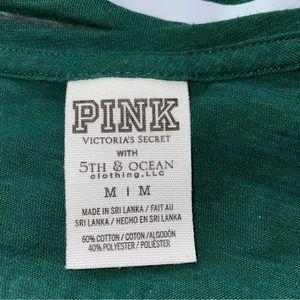 PINK
VICTORIA'S SECRET
WITH
5TH & OCEAN
clothing, LLC
M | M
MADE IN SRI LANKA / FAIT AU
SRI LANKA / HECHO EN SRI LANKA
60% COTTON / COTON /ALGODÓN
40% POLYESTER / POLIÉSTER